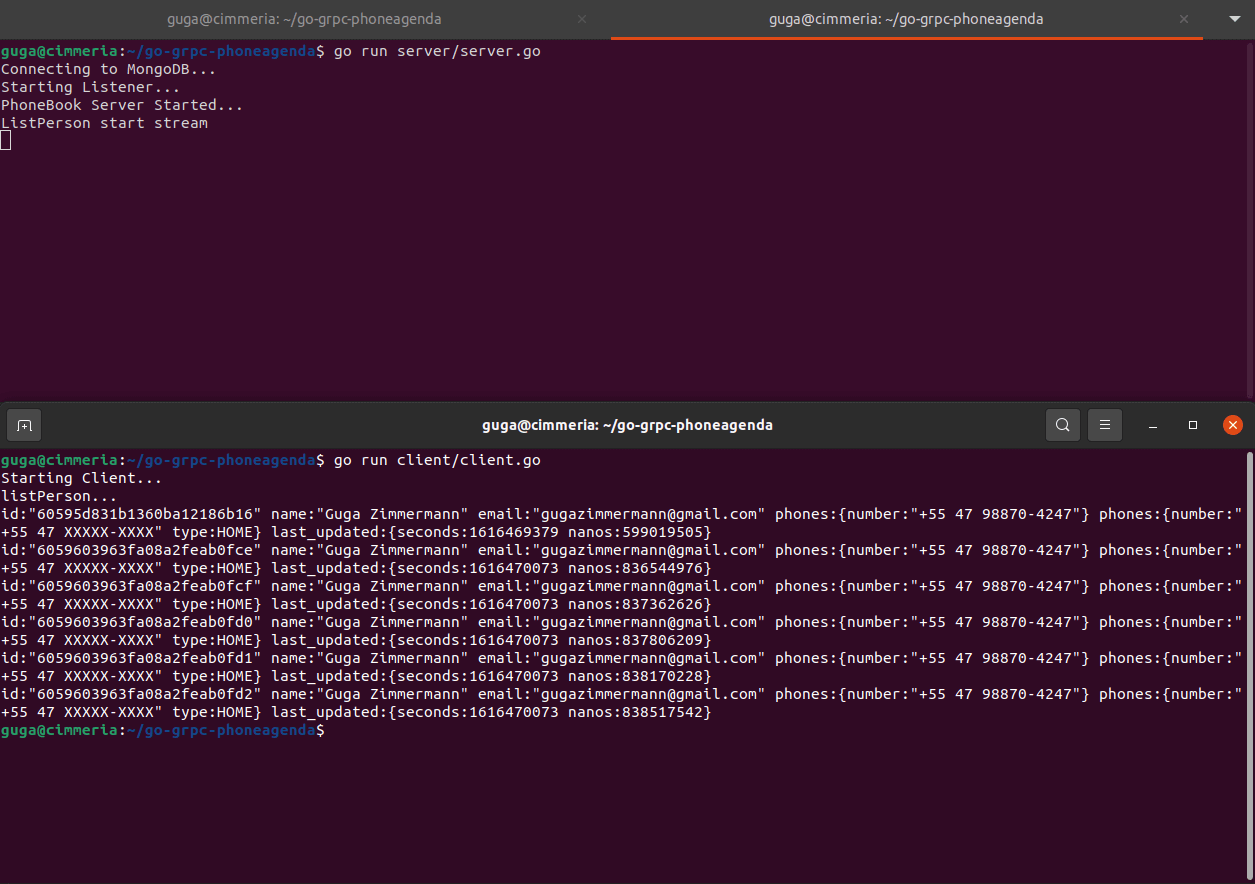 guga@cimmeria: ~/go-grpc-phoneagenda
guga@cimmeria: ~/go-grpc-phoneagenda
guga@cimmeria:~/go-grpc-phoneagenda$ go run server/server.go
Connecting to MongoDB...
Starting Listener...
PhoneBook Server Started...
ListPerson start stream
guga@cimmeria: ~/go-grpc-phoneagenda
guga@cimmeria:~/go-grpc-phoneagenda$ go run client/client.go
Starting Client...
listPerson...
id:"60595d831b1360ba12186b16" name:"Guga Zimmermann" email:"gugazimmermann@gmail.com" phones:{number:"+55 47 98870-4247"} phones:{number:"
+55 47 XXXXX-XXXX" type:HOME} last_updated:{seconds:1616469379 nanos:599019505}
id:"6059603963fa08a2feab0fce" name:"Guga Zimmermann" email:"gugazimmermann@gmail.com" phones:{number:"+55 47 98870-4247"} phones:{number:"
+55 47 XXXXX-XXXX" type:HOME} last_updated:{seconds:1616470073 nanos:836544976}
id:"6059603963fa08a2feab0fcf" name:"Guga Zimmermann" email:"gugazimmermann@gmail.com" phones:{number:"+55 47 98870-4247"} phones:{number:"
+55 47 XXXXX-XXXX" type:HOME} last_updated:{seconds:1616470073 nanos:837362626}
id:"6059603963fa08a2feab0fd0" name:"Guga Zimmermann" email:"gugazimmermann@gmail.com" phones:{number:"+55 47 98870-4247"} phones:{number:"
+55 47 XXXXX-XXXX" type:HOME} last_updated:{seconds:1616470073 nanos:837806209}
id:"6059603963fa08a2feab0fd1" name:"Guga Zimmermann" email:"gugazimmermann@gmail.com" phones:{number:"+55 47 98870-4247"} phones:{number:"
+55 47 XXXXX-XXXX" type:HOME} last_updated:{seconds:1616470073 nanos:838170228}
id:"6059603963fa08a2feab0fd2" name:"Guga Zimmermann" email:"gugazimmermann@gmail.com" phones:{number:"+55 47 98870-4247"} phones:{number:"
+55 47 XXXXX-XXXX" type:HOME} last_updated:{seconds:1616470073 nanos:838517542}
guga@cimmeria:~/go-grpc-phoneagenda$